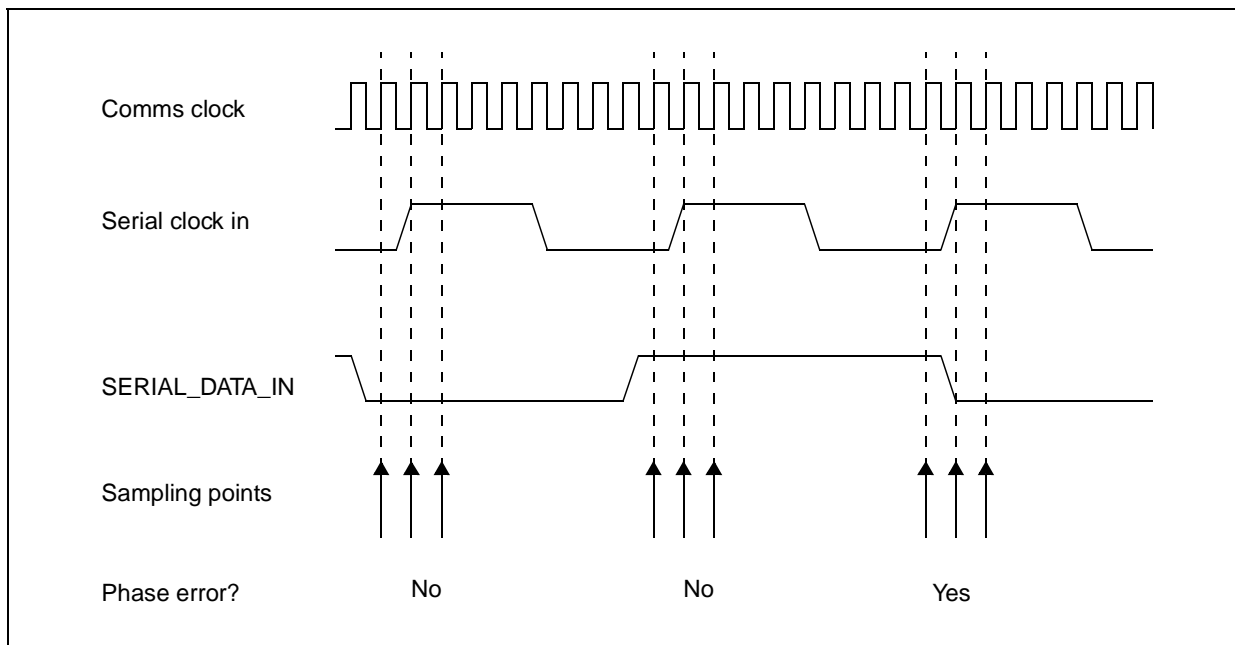 Comms clock
Serial clock in
SERIAL_DATA_IN
Sampling points
Phase error? No No Yes